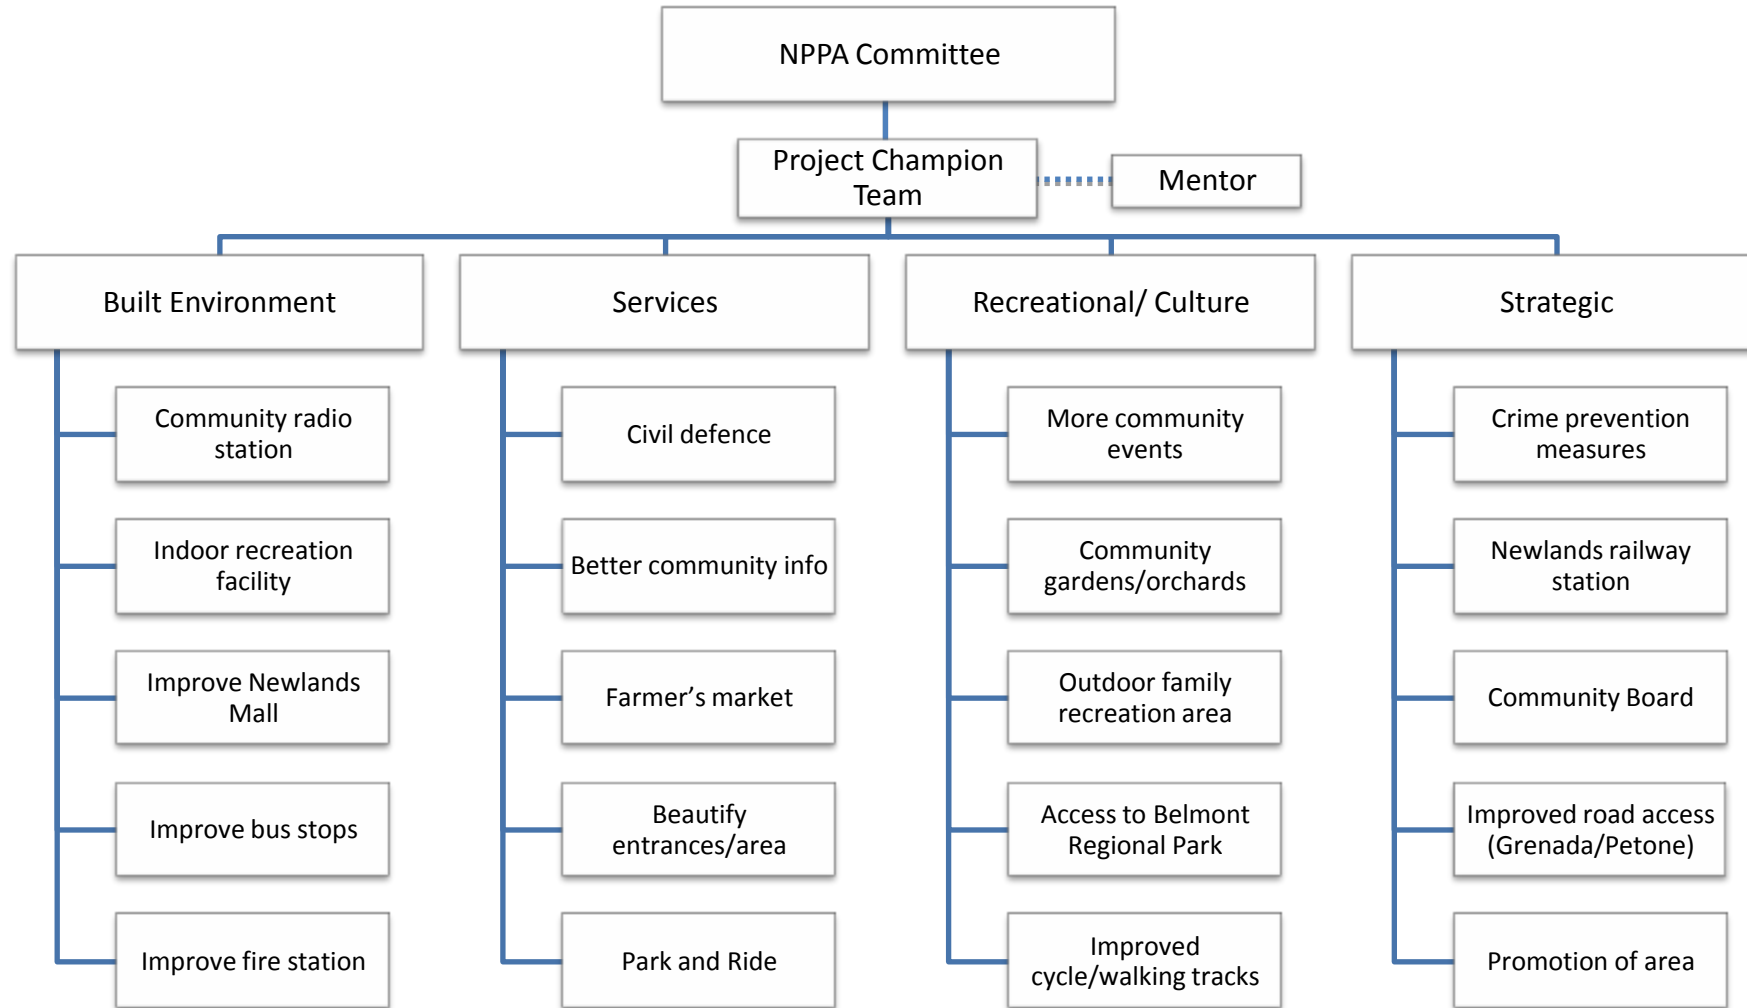 NPPA Committee
Project Champion
Team
Mentor
Built Environment
Services
Recreational/ Culture
Strategic
Community radio
station
Indoor recreation
facility
Improve Newlands
Mall
Improve bus stops
Improve fire station
Civil defence
Better community info
Farmer’s market
Beautify
entrances/area
Park and Ride
More community
events
Community
gardens/orchards
Outdoor family
recreation area
Access to Belmont
Regional Park
Improved
cycle/walking tracks
Crime prevention
measures
Newlands railway
station
Community Board
Improved road access
(Grenada/Petone)
Promotion of area